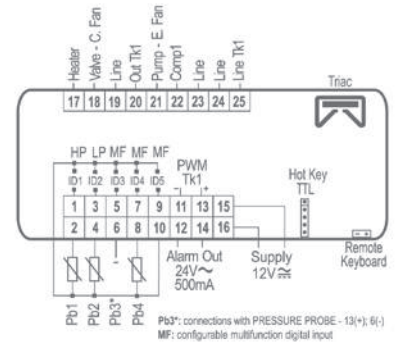 Heater
Valve - C. Fan
Line
Out Tk1
Pump - E. Fan
Comp1
Line
Line
Line Tk1
17 18 19 20 21 22 23 24 25
Triac
HP LP MF MF MF
ID1 ID2 ID3 ID4 ID5
PWM
Tk1
- +
Hot Key
TTL
1 3 5 7 9 11 13 15
2 4 6 8 10 12 14 16
Remote
Keyboard
Alarm Out
24V~
500mA
Supply
12V≂
-
Pb1
Pb2
Pb3*
Pb4
Pb3*: connections with PRESSURE PROBE - 13(+); 6(-)
MF: configurable multifunction digital input